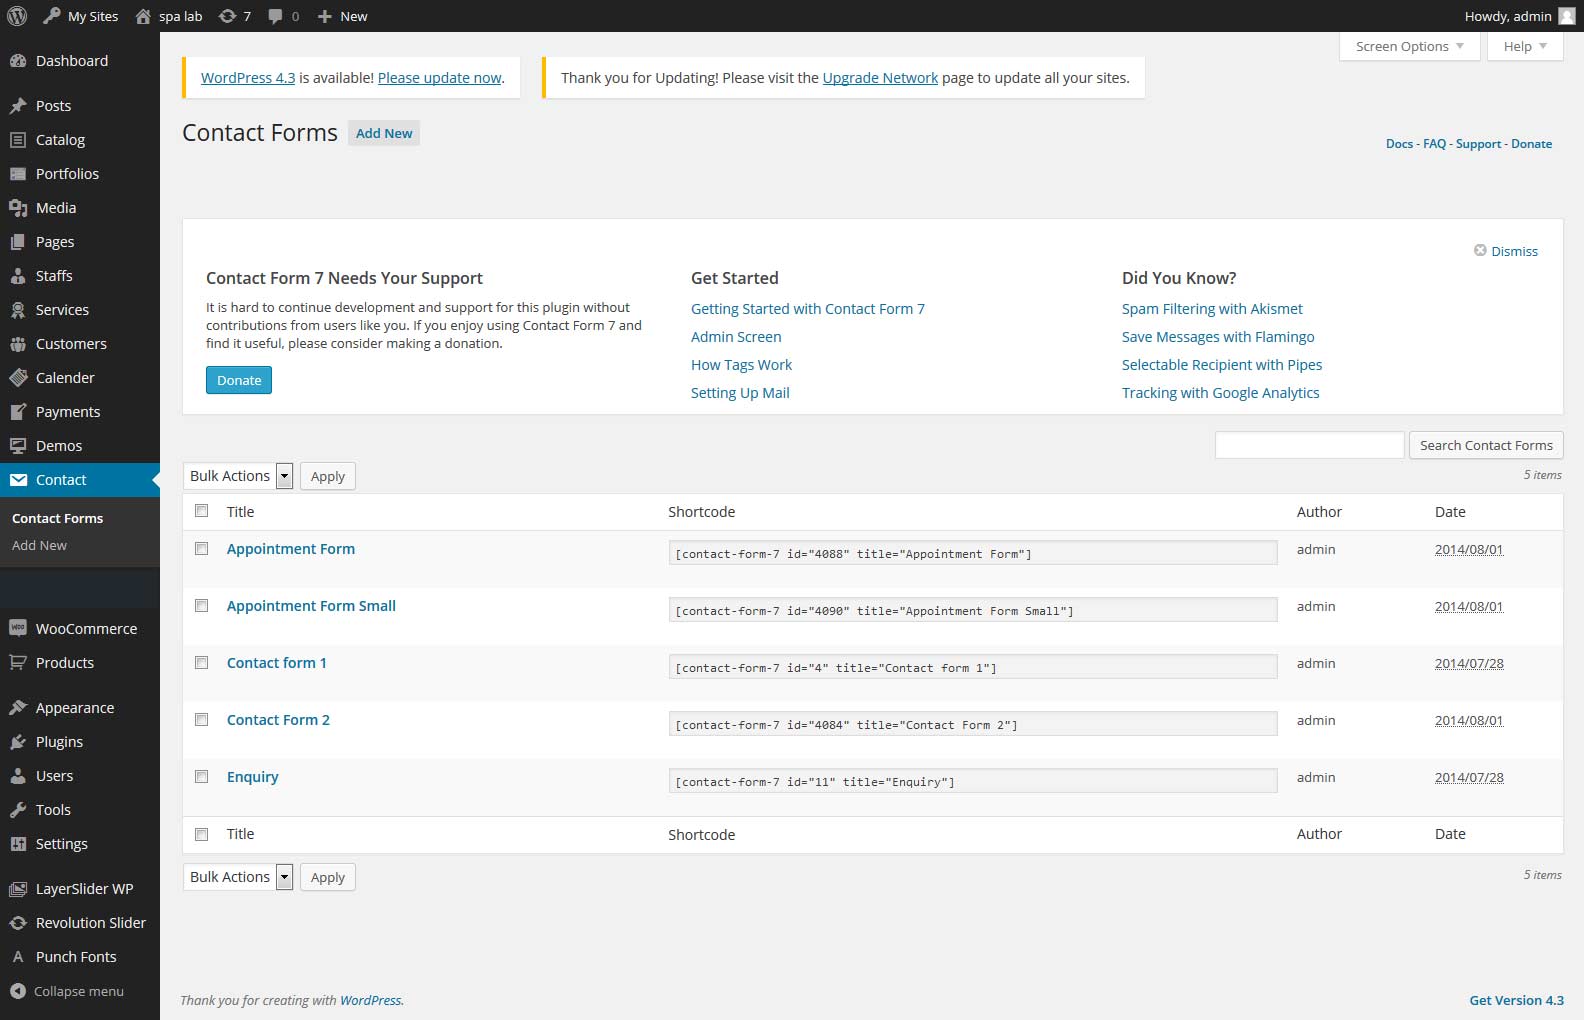 My Sites spa lab 7 0 New Howdy, admin
Screen Options Help
Dashboard
Posts
Catalog
Portfolios
Media
Pages
Staffs
Services
Customers
Calender
Payments
Demos
Contact
Contact Forms
Add New
WooCommerce
Products
Appearance
Plugins
Users
Tools
Settings
LayerSlider WP
Revolution Slider
Punch Fonts
Collapse menu
WordPress 4.3 is available! Please update now.
Thank you for Updating! Please visit the Upgrade Network page to update all your sites.
Contact Forms Add New
Docs - FAQ - Support - Donate
Dismiss
Contact Form 7 Needs Your Support
It is hard to continue development and support for this plugin without
contributions from users like you. If you enjoy using Contact Form 7 and
find it useful, please consider making a donation.
Donate
Get Started
Getting Started with Contact Form 7
Admin Screen
How Tags Work
Setting Up Mail
Did You Know?
Spam Filtering with Akismet
Save Messages with Flamingo
Selectable Recipient with Pipes
Tracking with Google Analytics
Search Contact Forms
Bulk Actions Apply 5 items
Title Shortcode Author Date
Appointment Form [contact-form-7 id="4088" title="Appointment Form"] admin 2014/08/01
Appointment Form Small [contact-form-7 id="4090" title="Appointment Form Small"] admin 2014/08/01
Contact form 1 [contact-form-7 id="4" title="Contact form 1"] admin 2014/07/28
Contact Form 2 [contact-form-7 id="4084" title="Contact Form 2"] admin 2014/08/01
Enquiry [contact-form-7 id="11" title="Enquiry"] admin 2014/07/28
Title Shortcode Author Date
Bulk Actions Apply 5 items
Thank you for creating with WordPress. Get Version 4.3